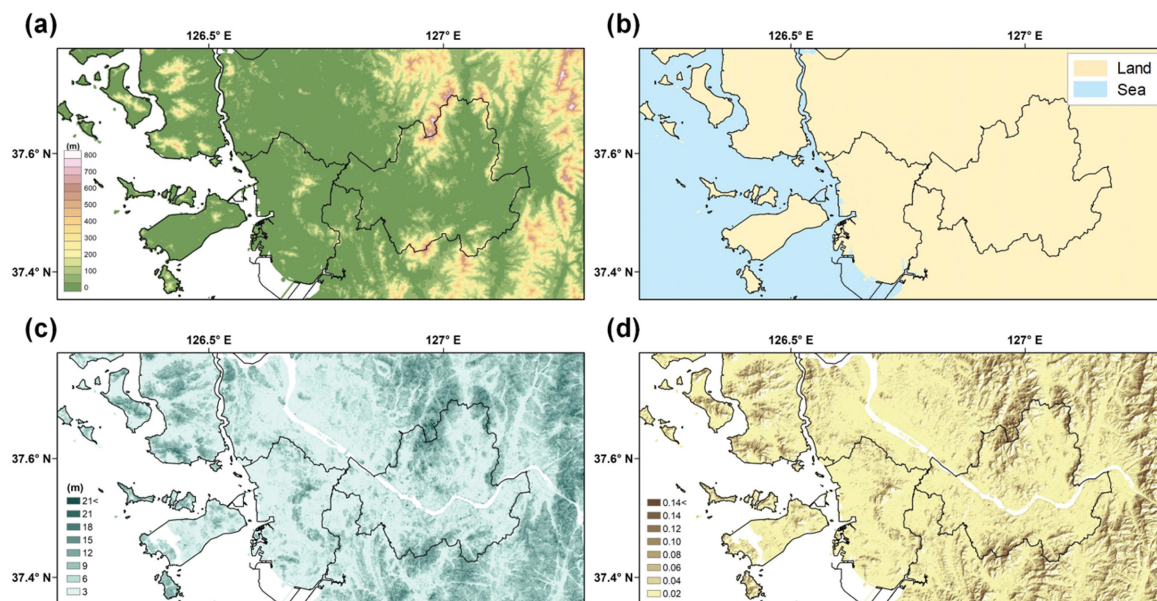 (a)
126.5° E
127° E
37.6° N
37.4° N
(m)
800
700
600
500
400
300
200
100
0
(b)
126.5° E
127° E
Land
Sea
37.6° N
37.4° N
(c)
126.5° E
127° E
37.6° N
37.4° N
(m)
21<
21
18
15
12
9
6
3
(d)
126.5° E
127° E
37.6° N
37.4° N
0.14<
0.14
0.12
0.10
0.08
0.06
0.04
0.02